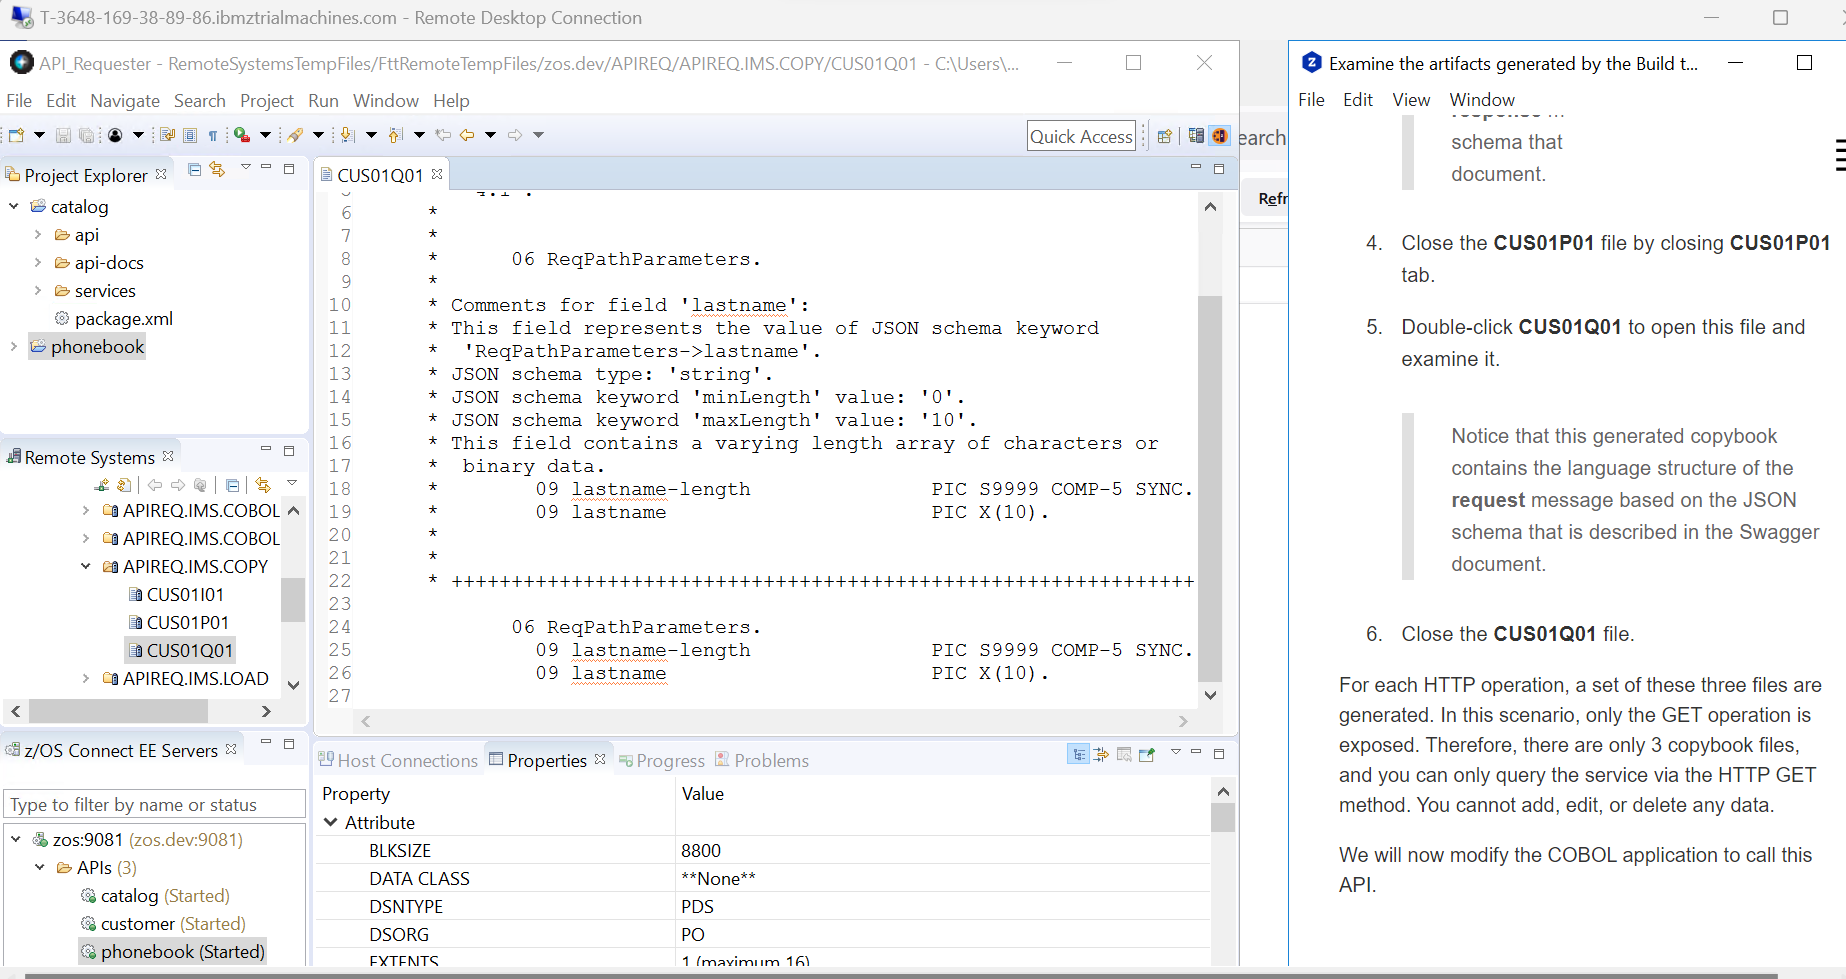 T-3648-169-38-89-86.ibmztrialmachines.com - Remote Desktop Connection
API_Requester - RemoteSystemsTempFiles/FttRemoteTempFiles/zos.dev/APIREQ/APIREQ.IMS.COPY/CUS01Q01 - C:\Users\...
File Edit Navigate Search Project Run Window Help
Quick Access
Project Explorer
catalog
api
api-docs
services
package.xml
phonebook
Remote Systems
APIREQ.IMS.COBOL
APIREQ.IMS.COBOL
APIREQ.IMS.COPY
CUS01I01
CUS01P01
CUS01Q01
APIREQ.IMS.LOAD
z/OS Connect EE Servers
Type to filter by name or status
zos:9081 (zos.dev:9081)
APIs (3)
catalog (Started)
customer (Started)
phonebook (Started)
CUS01Q01
6 *
7 *
8 * 06 ReqPathParameters.
9 *
10 * Comments for field 'lastname':
11 * This field represents the value of JSON schema keyword
12 * 'ReqPathParameters->lastname'.
13 * JSON schema type: 'string'.
14 * JSON schema keyword 'minLength' value: '0'.
15 * JSON schema keyword 'maxLength' value: '10'.
16 * This field contains a varying length array of characters or
17 * binary data.
18 * 09 lastname-length PIC S9999 COMP-5 SYNC.
19 * 09 lastname PIC X(10).
20 *
21 *
22 * ++++++++++++++++++++++++++++++++++++++++++++++++++++++++++++++
23
24 06 ReqPathParameters.
25 09 lastname-length PIC S9999 COMP-5 SYNC.
26 09 lastname PIC X(10).
27
Host Connections Properties Progress Problems
Property Value
Attribute
BLKSIZE 8800
DATA CLASS **None**
DSNTYPE PDS
DSORG PO
EXTENTS 1 (maximum 16)
earch
Refr
Examine the artifacts generated by the Build t...
File Edit View Window
response ...
schema that
document.
4. Close the CUS01P01 file by closing CUS01P01
tab.
5. Double-click CUS01Q01 to open this file and
examine it.
Notice that this generated copybook
contains the language structure of the
request message based on the JSON
schema that is described in the Swagger
document.
6. Close the CUS01Q01 file.
For each HTTP operation, a set of these three files are
generated. In this scenario, only the GET operation is
exposed. Therefore, there are only 3 copybook files,
and you can only query the service via the HTTP GET
method. You cannot add, edit, or delete any data.
We will now modify the COBOL application to call this
API.